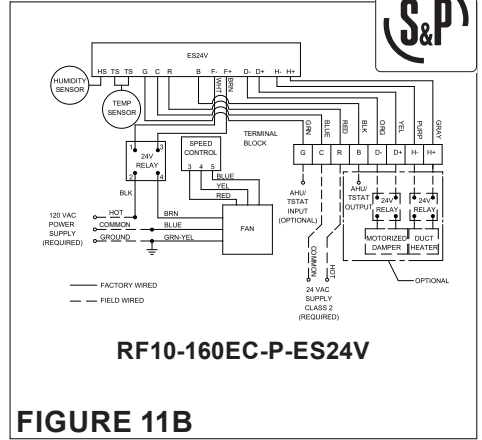 S&P
ES24V
HS TS TS G C R B F- F+ D- D+ H- H+
WHT
BRN
HUMIDITY
SENSOR
TEMP
SENSOR
GRN
BLUE
RED
BLK
ORG
YEL
PURP
GRAY
1 3
24V
RELAY
2 4
SPEED
CONTROL
3 4 5
TERMINAL
BLOCK
G C R B D- D+ H- H+
BLUE
YEL
RED
BLK
AHU/
TSTAT
INPUT
(OPTIONAL)
AHU/
TSTAT
OUTPUT
24V
RELAY
24V
RELAY
120 VAC
POWER
SUPPLY
(REQUIRED)
HOT
COMMON
GROUND
BRN
BLUE
GRN-YEL
FAN
COMMON
HOT
MOTORIZED
DAMPER
DUCT
HEATER
24 VAC
SUPPLY
CLASS 2
(REQUIRED)
OPTIONAL
FACTORY WIRED
FIELD WIRED
RF10-160EC-P-ES24V
FIGURE 11B